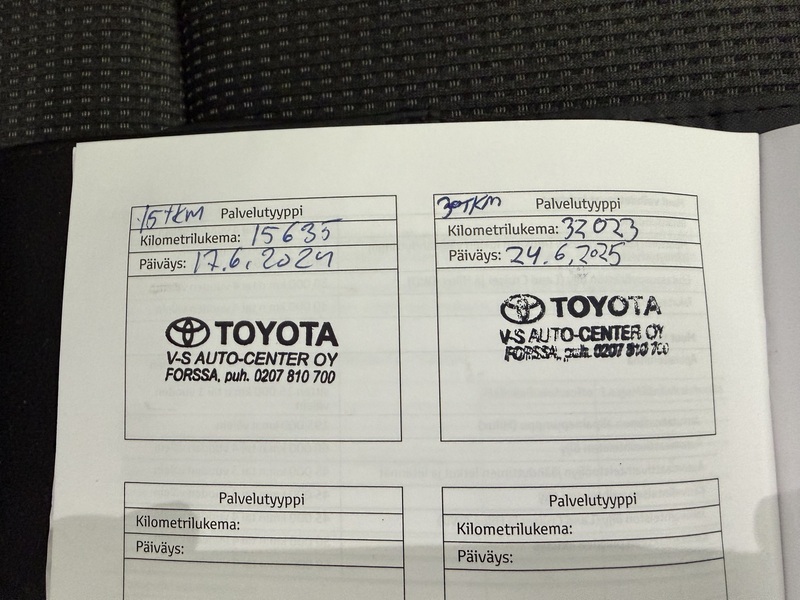 15TKM Palvelutyyppi
Kilometrilukema: 15635
Päiväys: 17.6.2024
TOYOTA
V-S AUTO-CENTER OY
FORSSA, puh. 0207 810 700
30TKM Palvelutyyppi
Kilometrilukema: 32023
Päiväys: 24.6.2025
TOYOTA
V-S AUTO-CENTER OY
FORSSA, puh. 0207 810 700
Palvelutyyppi
Kilometrilukema:
Päiväys:
Palvelutyyppi
Kilometrilukema:
Päiväys: